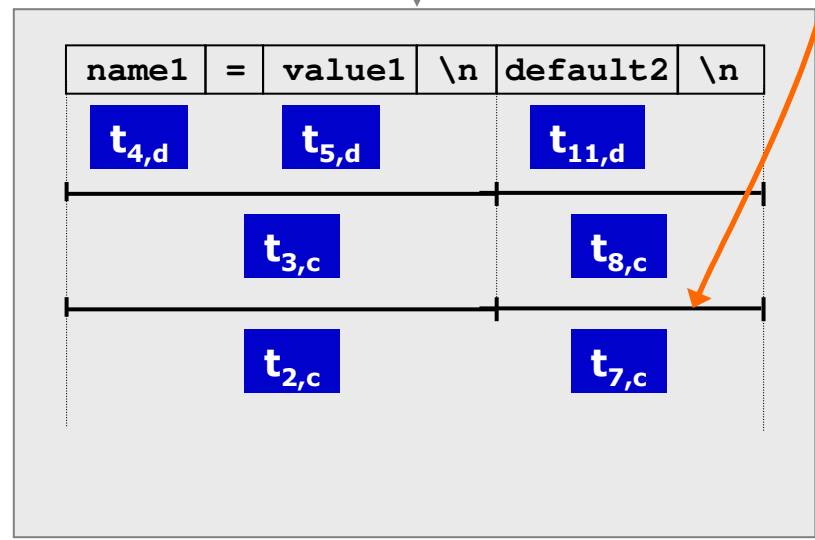 name1 = value1 \n default2 \n
t4,d t5,d t11,d
t3,c t8,c
t2,c t7,c